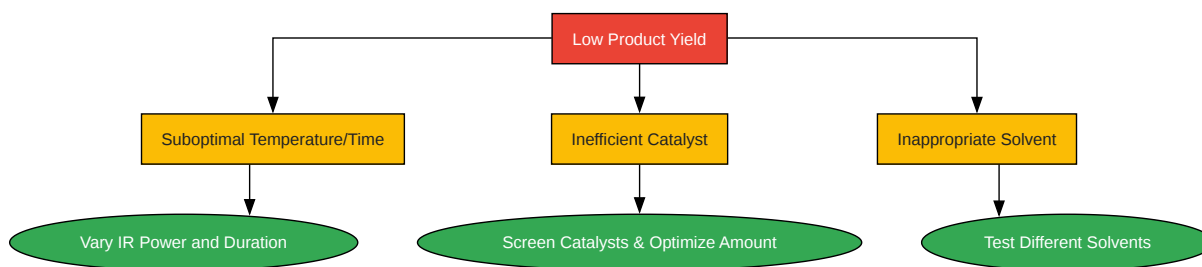 Low Product Yield
Suboptimal Temperature/Time
Inefficient Catalyst
Inappropriate Solvent
Vary IR Power and Duration
Screen Catalysts & Optimize Amount
Test Different Solvents